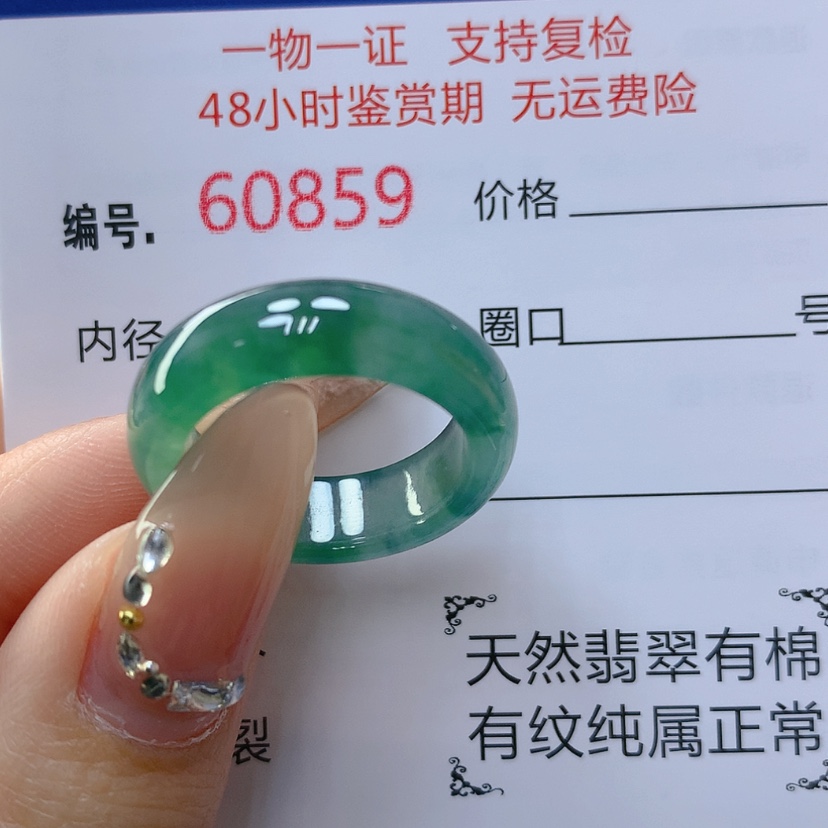 一物一证 支持复检
48小时鉴赏期 无运费险
编号. 60859 价格
内径 圈口 号
天然翡翠有棉
裂 有纹纯属正常